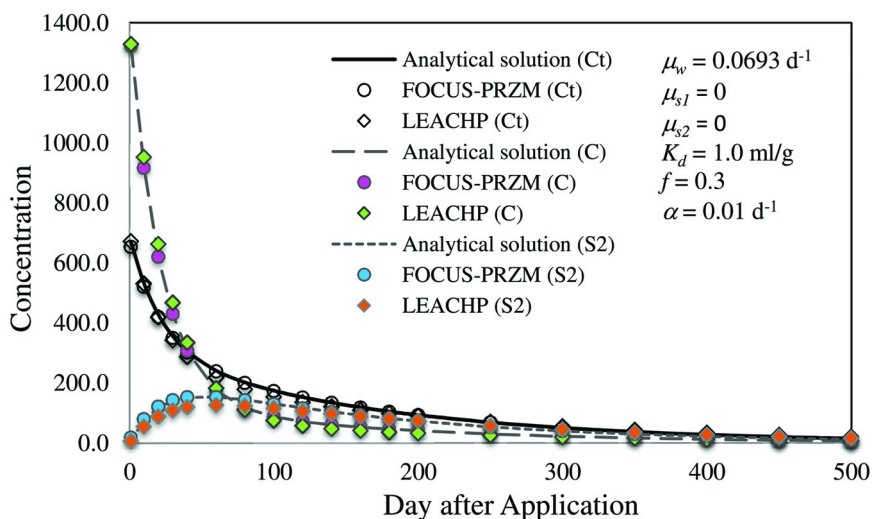 1400.0
1200.0
1000.0
800.0
600.0
400.0
200.0
0.0
Concentration
0
100
200
300
400
500
Day after Application
Analytical solution (Ct)
FOCUS-PRZM (Ct)
LEACHP (Ct)
Analytical solution (C)
FOCUS-PRZM (C)
LEACHP (C)
Analytical solution (S2)
FOCUS-PRZM (S2)
LEACHP (S2)
μw = 0.0693 d-1
μs1 = 0
μs2 = 0
Kd = 1.0 ml/g
f = 0.3
α = 0.01 d-1